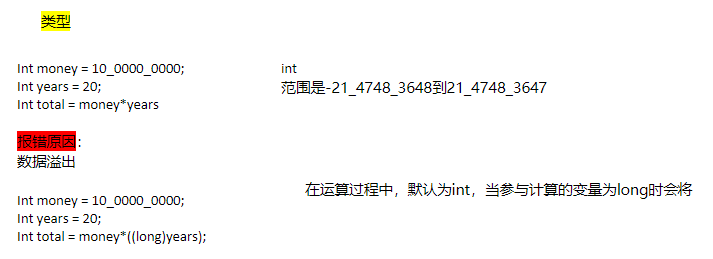 类型
Int money = 10_0000_0000;
Int years = 20;
Int total = money*years
int
范围是-21_4748_3648到21_4748_3647
报错原因：
数据溢出
Int money = 10_0000_0000;
Int years = 20;
Int total = money*((long)years);
在运算过程中，默认为int，当参与计算的变量为long时会将